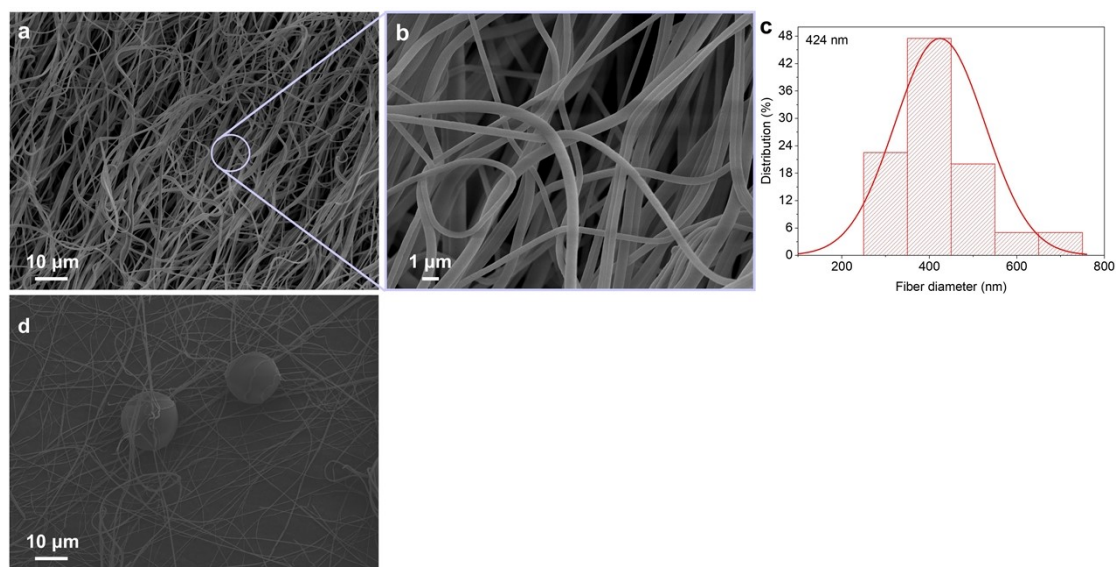 a
10 µm
b
1 µm
c
424 nm
48
42
36
30
24
18
12
6
0
Distribution (%)
200
400
600
800
Fiber diameter (nm)
d
10 µm